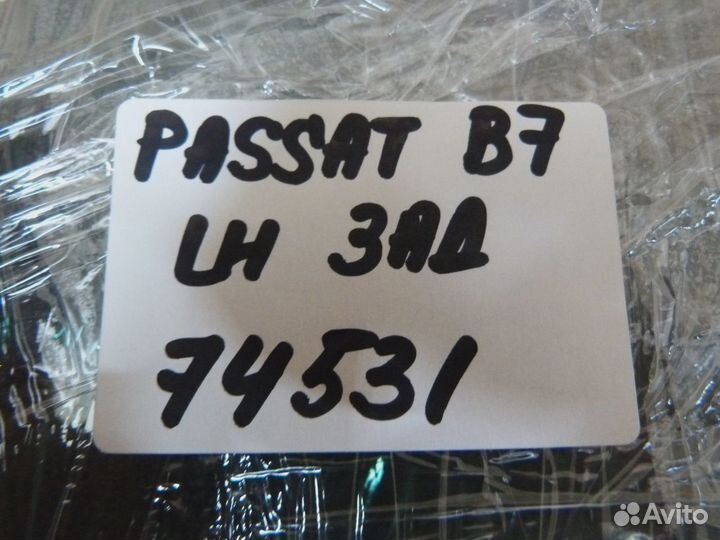 PASSAT B7
LH ЗАД
74531
Avito